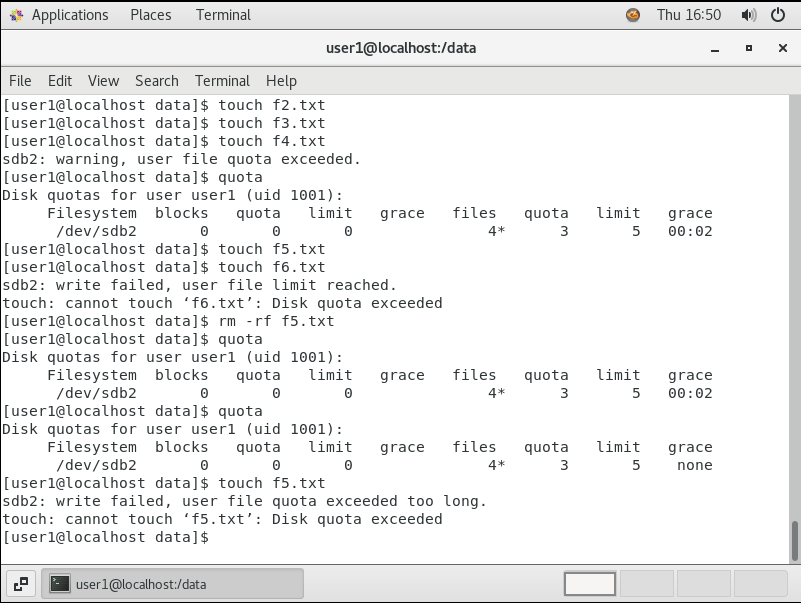 Applications Places Terminal Thu 16:50
user1@localhost:/data
File Edit View Search Terminal Help
[user1@localhost data]$ touch f2.txt
[user1@localhost data]$ touch f3.txt
[user1@localhost data]$ touch f4.txt
sdb2: warning, user file quota exceeded.
[user1@localhost data]$ quota
Disk quotas for user user1 (uid 1001):
     Filesystem  blocks   quota   limit   grace   files   quota   limit   grace
      /dev/sdb2       0       0       0               4*      3       5   00:02
[user1@localhost data]$ touch f5.txt
[user1@localhost data]$ touch f6.txt
sdb2: write failed, user file limit reached.
touch: cannot touch ‘f6.txt’: Disk quota exceeded
[user1@localhost data]$ rm -rf f5.txt
[user1@localhost data]$ quota
Disk quotas for user user1 (uid 1001):
     Filesystem  blocks   quota   limit   grace   files   quota   limit   grace
      /dev/sdb2       0       0       0               4*      3       5   00:02
[user1@localhost data]$ quota
Disk quotas for user user1 (uid 1001):
     Filesystem  blocks   quota   limit   grace   files   quota   limit   grace
      /dev/sdb2       0       0       0               4*      3       5    none
[user1@localhost data]$ touch f5.txt
sdb2: write failed, user file quota exceeded too long.
touch: cannot touch ‘f5.txt’: Disk quota exceeded
[user1@localhost data]$
user1@localhost:/data